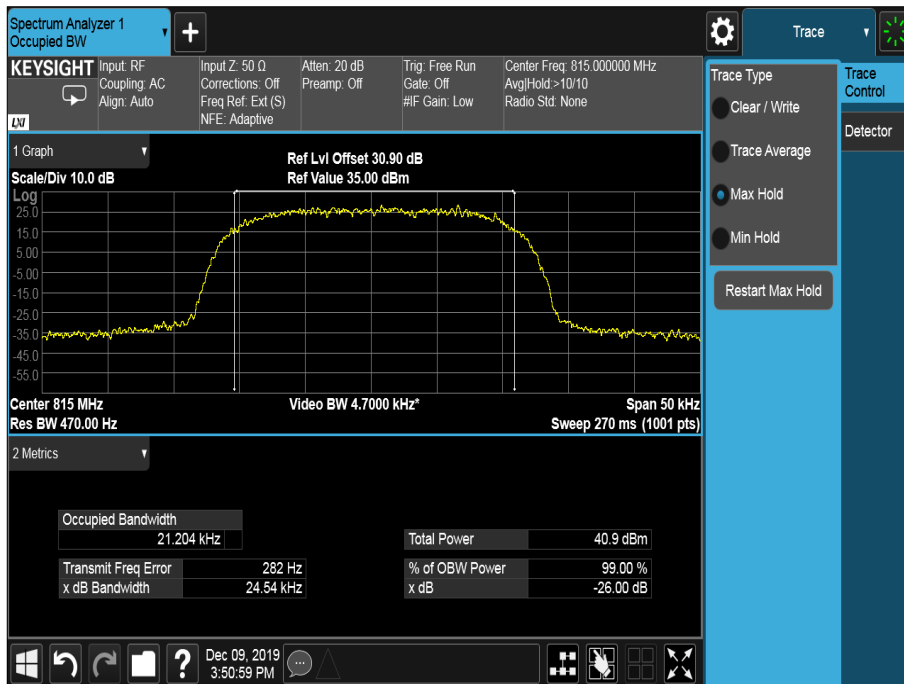 Spectrum Analyzer 1
Occupied BW
Trace
KEYSIGHT
LXI
Input: RF
Coupling: AC
Align: Auto
Input Z: 50 Ω
Corrections: Off
Freq Ref: Ext (S)
NFE: Adaptive
Atten: 20 dB
Preamp: Off
Trig: Free Run
Gate: Off
#IF Gain: Low
Center Freq: 815.000000 MHz
Avg|Hold:>10/10
Radio Std: None
Trace Type
Clear / Write
Trace Average
Max Hold
Min Hold
Restart Max Hold
Trace
Control
Detector
1 Graph
Scale/Div 10.0 dB
Ref Lvl Offset 30.90 dB
Ref Value 35.00 dBm
Log
25.0
15.0
5.00
-5.00
-15.0
-25.0
-35.0
-45.0
-55.0
Center 815 MHz
Video BW 4.7000 kHz*
Span 50 kHz
Res BW 470.00 Hz
Sweep 270 ms (1001 pts)
2 Metrics
Occupied Bandwidth
21.204 kHz
Total Power 40.9 dBm
Transmit Freq Error 282 Hz
% of OBW Power 99.00 %
x dB Bandwidth 24.54 kHz
x dB -26.00 dB
?
Dec 09, 2019
3:50:59 PM